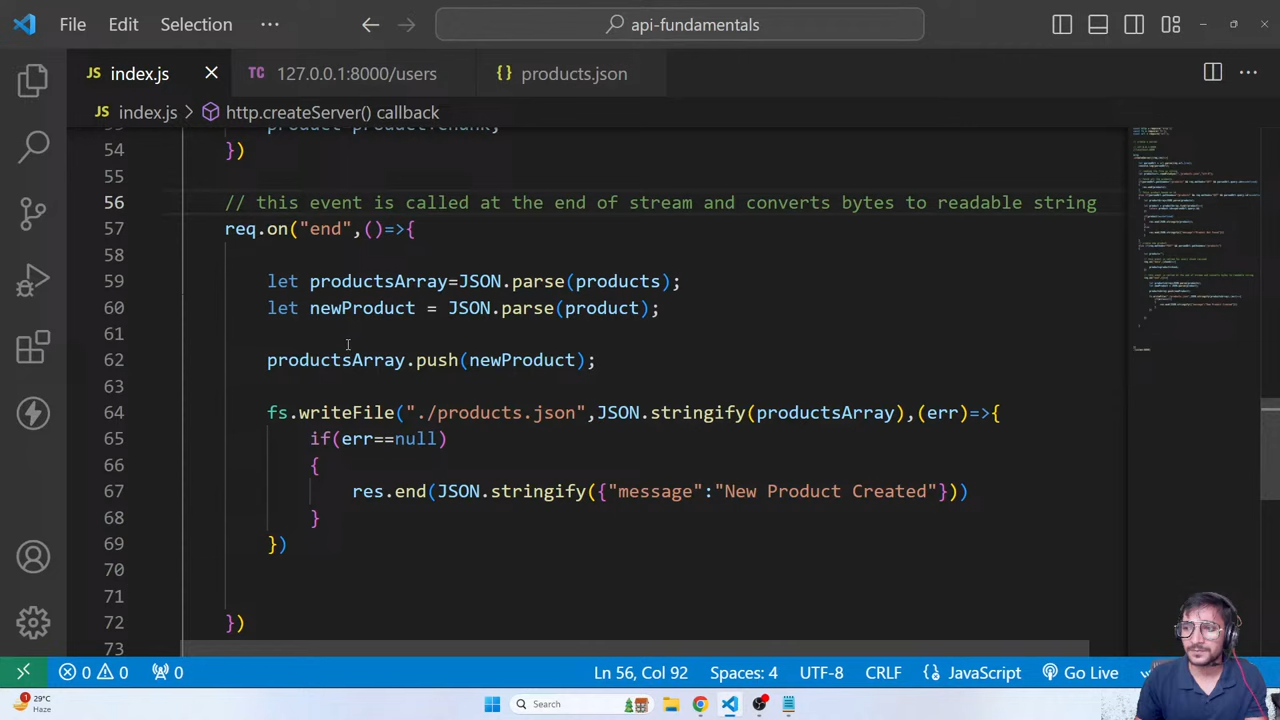 File Edit Selection ··· api-fundamentals
JS index.js TC 127.0.0.1:8000/users {} products.json ···
JS index.js > http.createServer() callback
54 })
55
56 // this event is called at the end of stream and converts bytes to readable string
57 req.on("end",()=>{
58
59 let productsArray=JSON.parse(products);
60 let newProduct = JSON.parse(product);
61
62 productsArray.push(newProduct);
63
64 fs.writeFile("./products.json",JSON.stringify(productsArray),(err)=>{
65 if(err==null)
66 {
67 res.end(JSON.stringify({"message":"New Product Created"}))
68 }
69 })
70
71
72 })
73
0 0 0 Ln 56, Col 92 Spaces: 4 UTF-8 CRLF {} JavaScript Go Live
1 29°C
Haze
Search